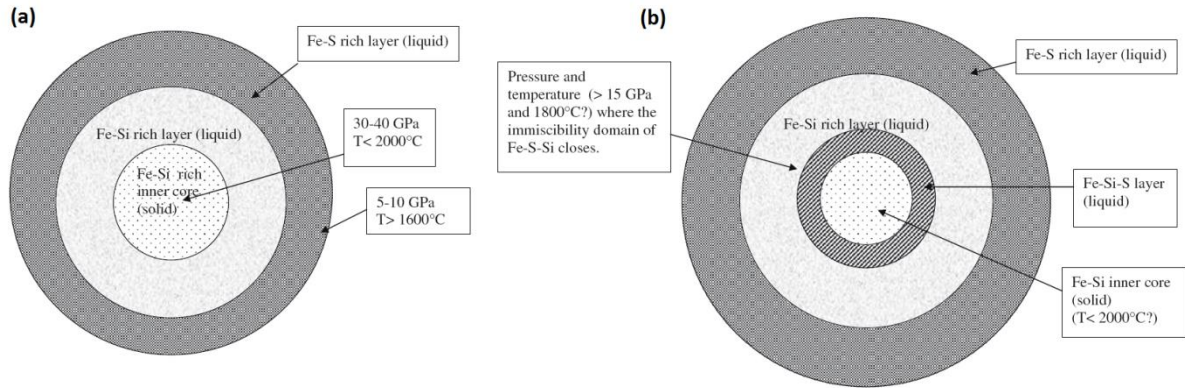 (a)
Fe-S rich layer (liquid)
Fe-Si rich layer (liquid)
30-40 GPa
T< 2000°C
Fe-Si rich
inner core
(solid)
5-10 GPa
T> 1600°C
(b)
Fe-S rich layer (liquid)
Pressure and
temperature (> 15 GPa
and 1800°C?) where the
immiscibility domain of
Fe-S-Si closes.
Fe-Si rich layer (liquid)
Fe-Si-S layer
(liquid)
Fe-Si inner core
(solid)
(T< 2000°C?)